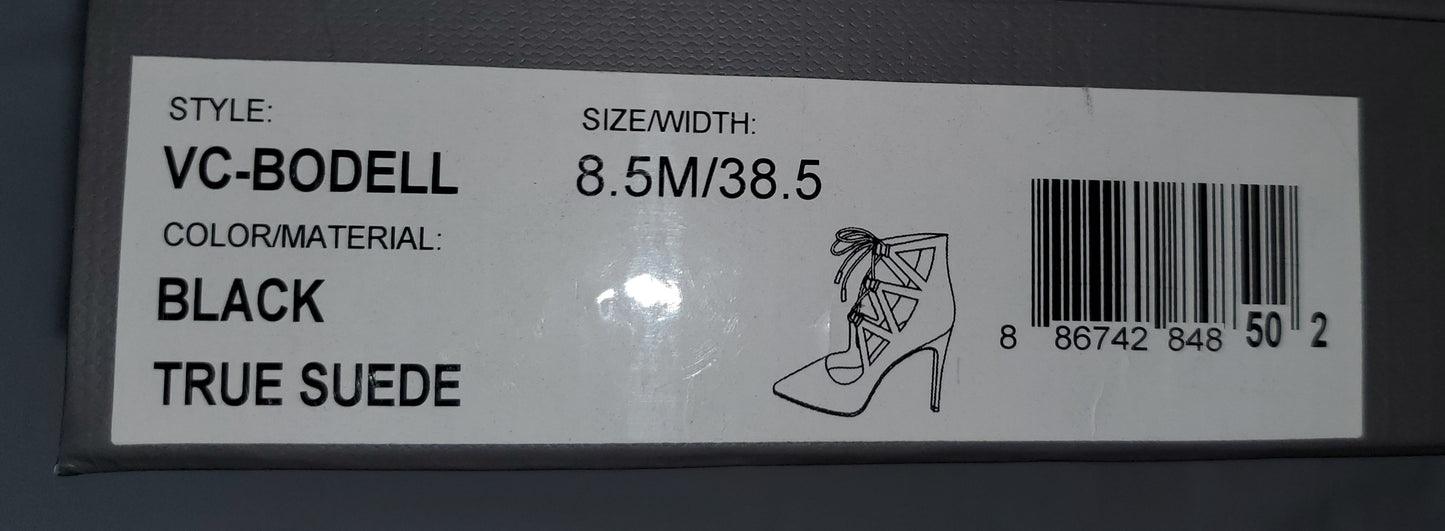 STYLE:
VC-BODELL
COLOR/MATERIAL:
BLACK
TRUE SUEDE
SIZE/WIDTH:
8.5M/38.5
8 86742 848 50 2